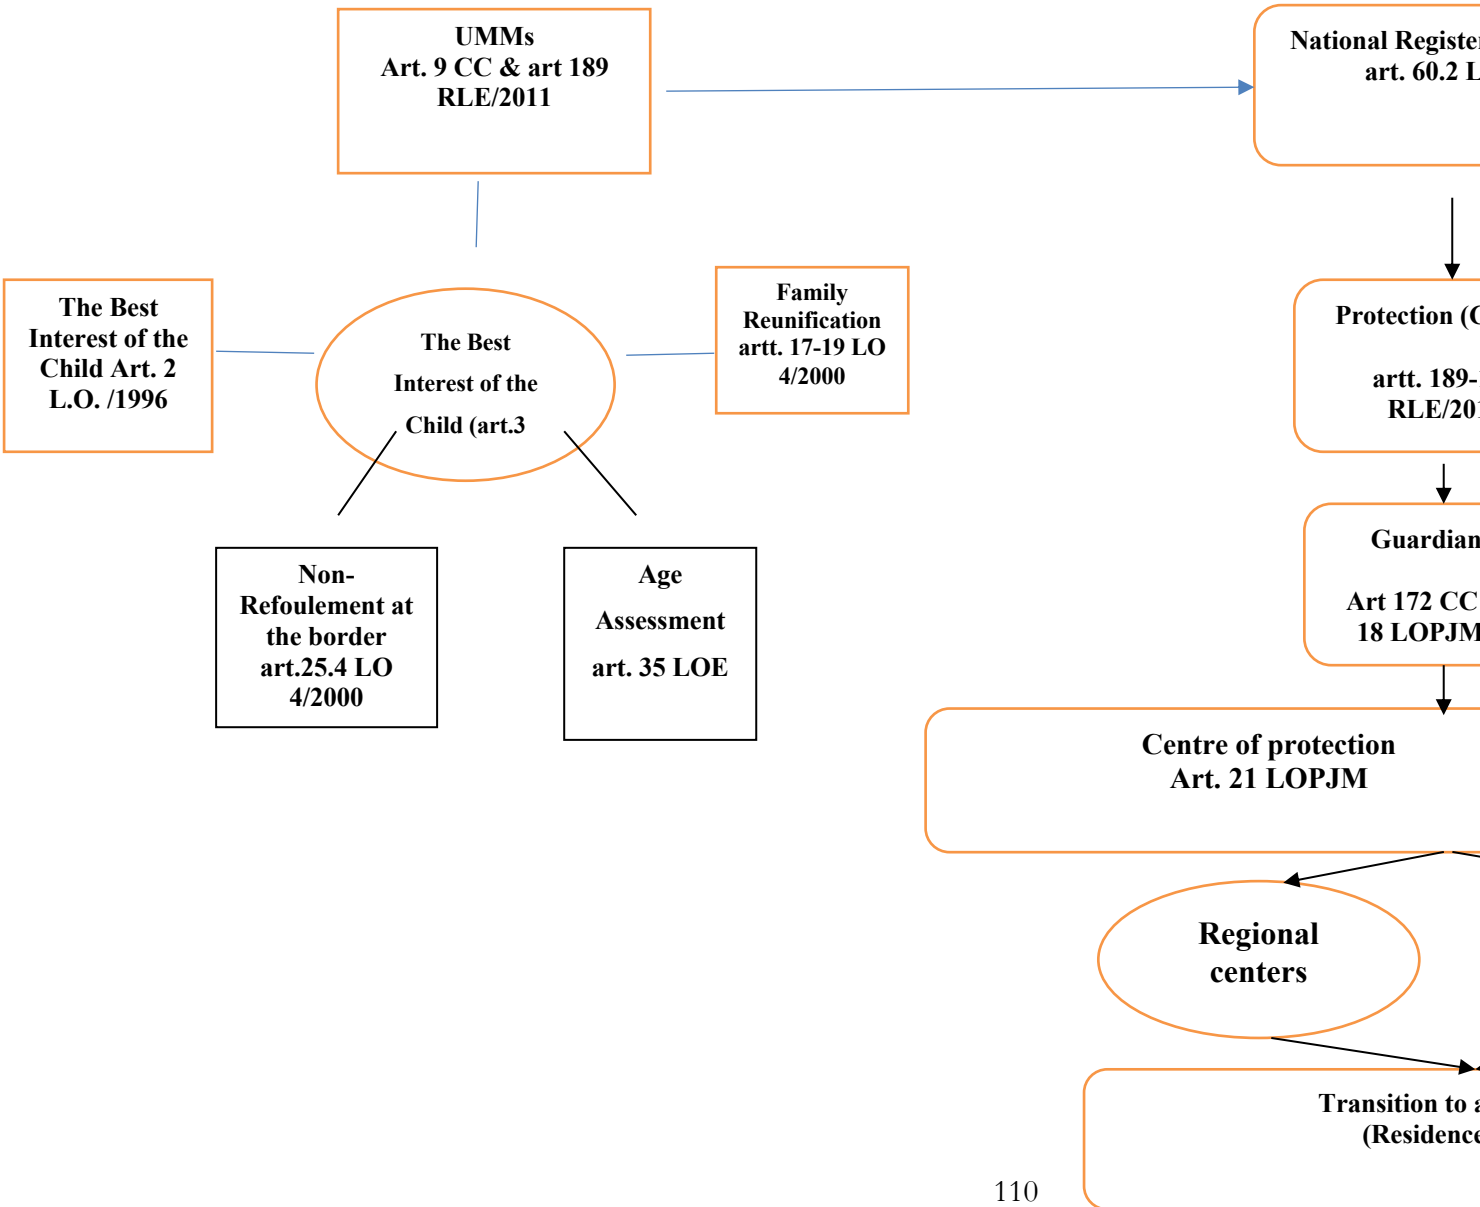 UMMs
Art. 9 CC & art 189
RLE/2011
National Register
art. 60.2 L
The Best
Interest of the
Child Art. 2
L.O. /1996
The Best
Interest of the
Child (art.3
Family
Reunification
artt. 17-19 LO
4/2000
Protection (
artt. 189-
RLE/201
Non-
Refoulement at
the border
art.25.4 LO
4/2000
Age
Assessment
art. 35 LOE
Guardian
Art 172 CC
18 LOPJM
Centre of protection
Art. 21 LOPJM
Regional
centers
Transition to a
(Residence
110